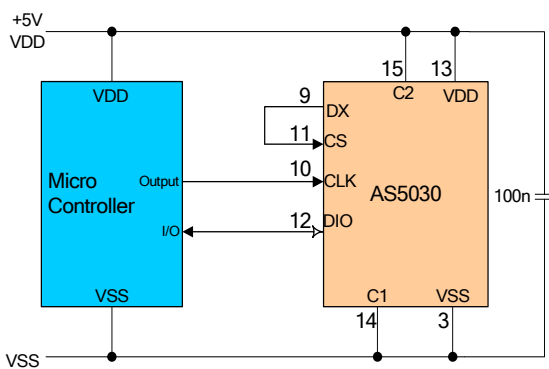 +5V
VDD
15
13
VDD
C2
VDD
9
DX
11
CS
10
Micro
Controller
Output
CLK
AS5030
100n
12
I/O
DIO
VSS
C1
VSS
14
3
VSS